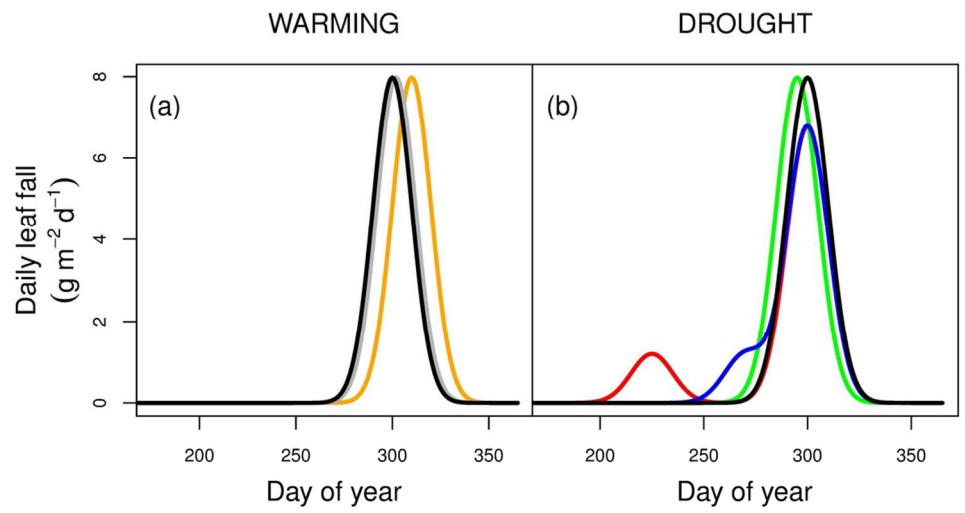 WARMING
DROUGHT
(a)
(b)
Daily leaf fall
(g m⁻² d⁻¹)
8
6
4
2
0
200 250 300 350
200 250 300 350
Day of year
Day of year